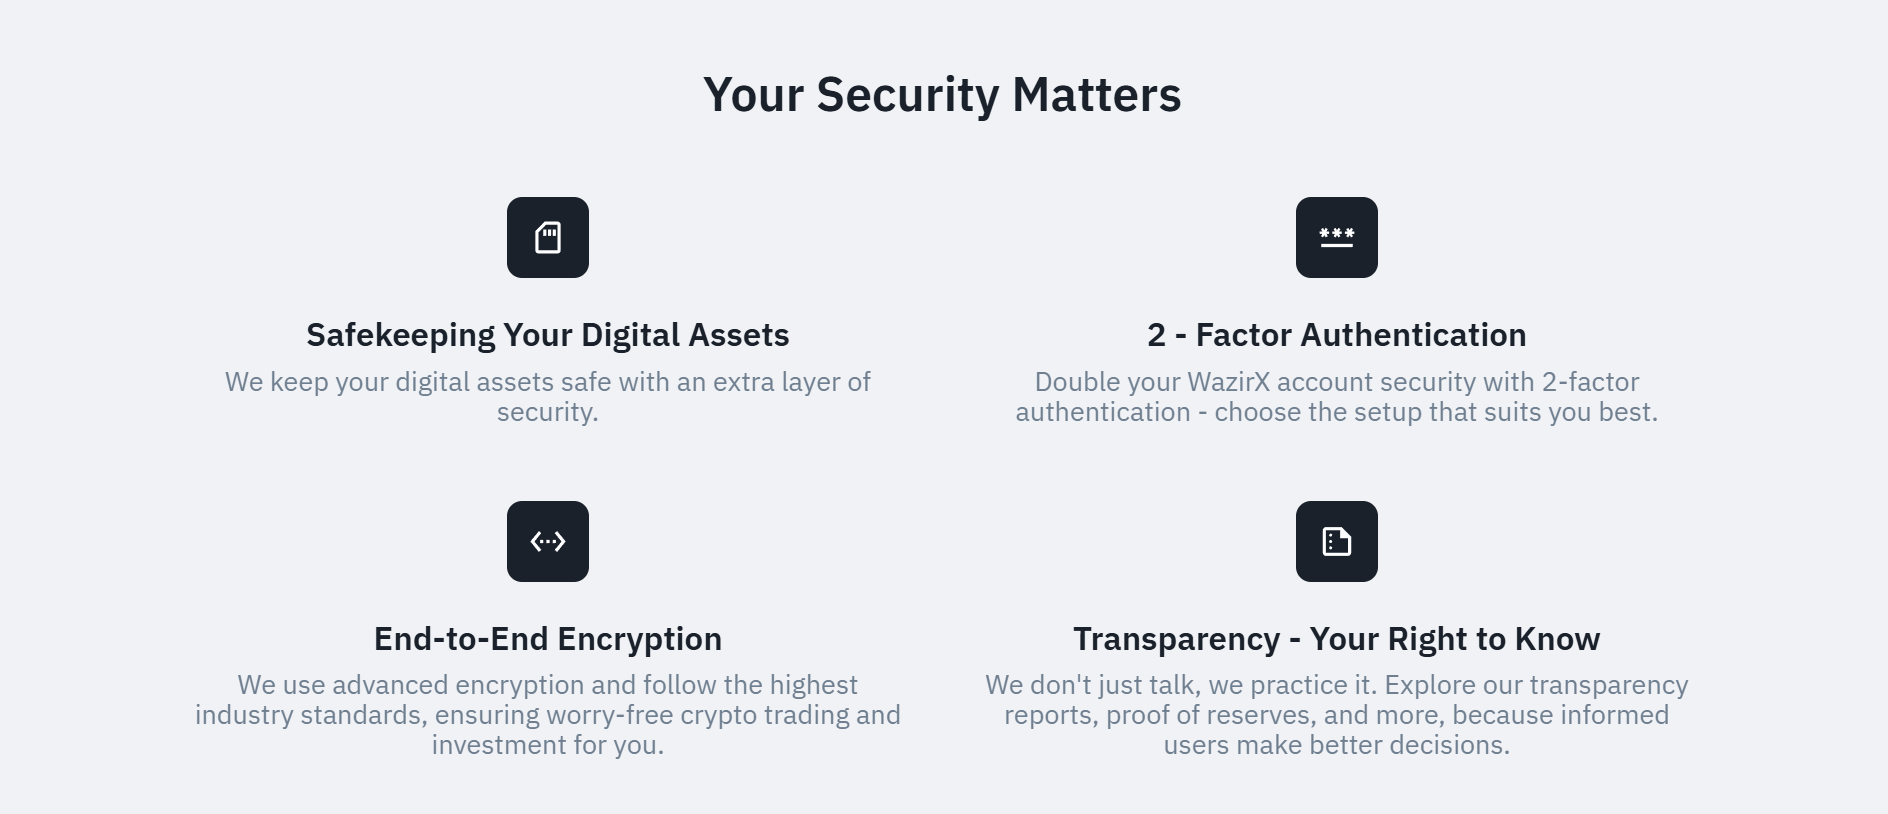 Your Security Matters
Safekeeping Your Digital Assets
We keep your digital assets safe with an extra layer of
security.
2 - Factor Authentication
Double your WazirX account security with 2-factor
authentication - choose the setup that suits you best.
End-to-End Encryption
We use advanced encryption and follow the highest
industry standards, ensuring worry-free crypto trading and
investment for you.
Transparency - Your Right to Know
We don't just talk, we practice it. Explore our transparency
reports, proof of reserves, and more, because informed
users make better decisions.